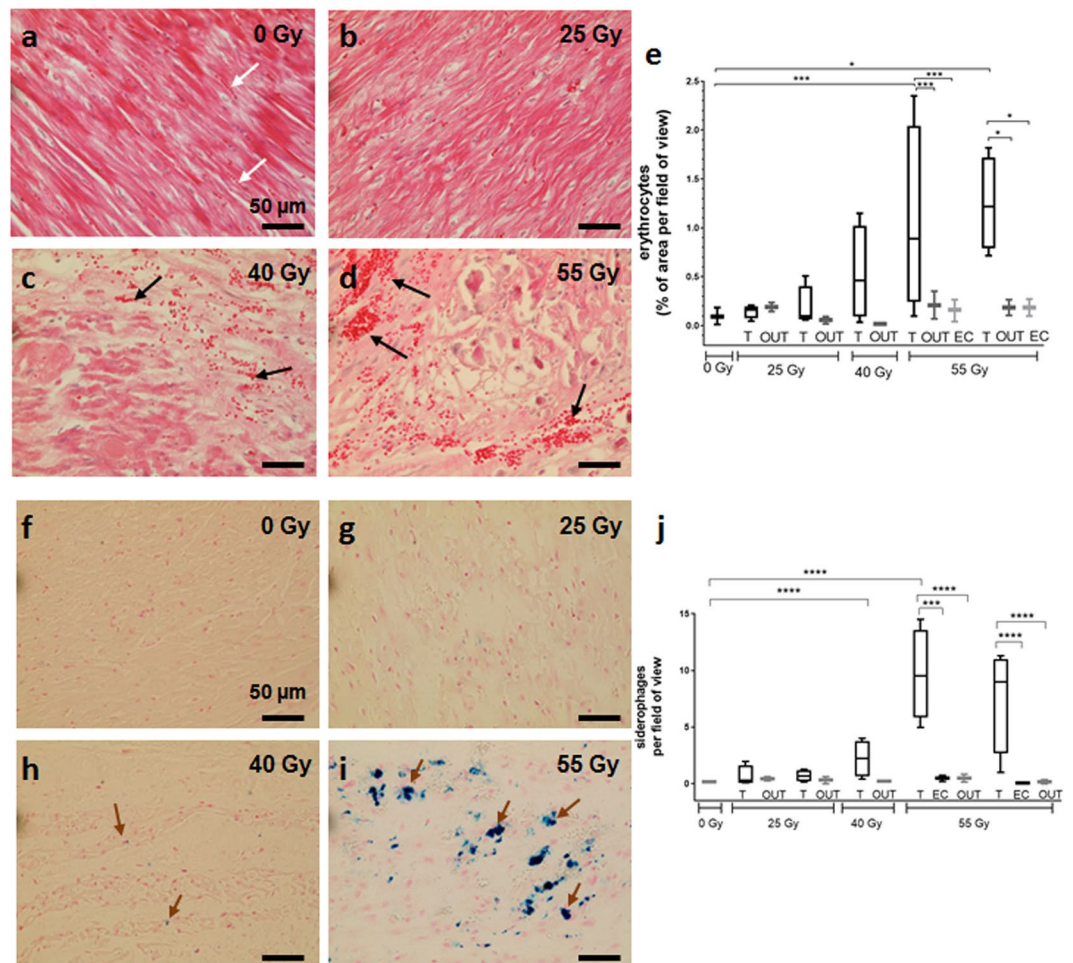 a 0 Gy
50 µm
b 25 Gy
c 40 Gy
d 55 Gy
e
erythrocytes
(% of area per field of view)
2.5
2.0
1.5
1.0
0.5
0.0
*
***
***
***
*
*
T OUT T OUT T OUT T OUT EC T OUT EC
0 Gy 25 Gy 40 Gy 55 Gy
f 0 Gy
50 µm
g 25 Gy
h 40 Gy
i 55 Gy
j
siderophages
per field of view
15
10
5
0
****
****
****
***
****
****
T OUT T OUT T OUT T EC OUT T EC OUT
0 Gy 25 Gy 40 Gy 55 Gy